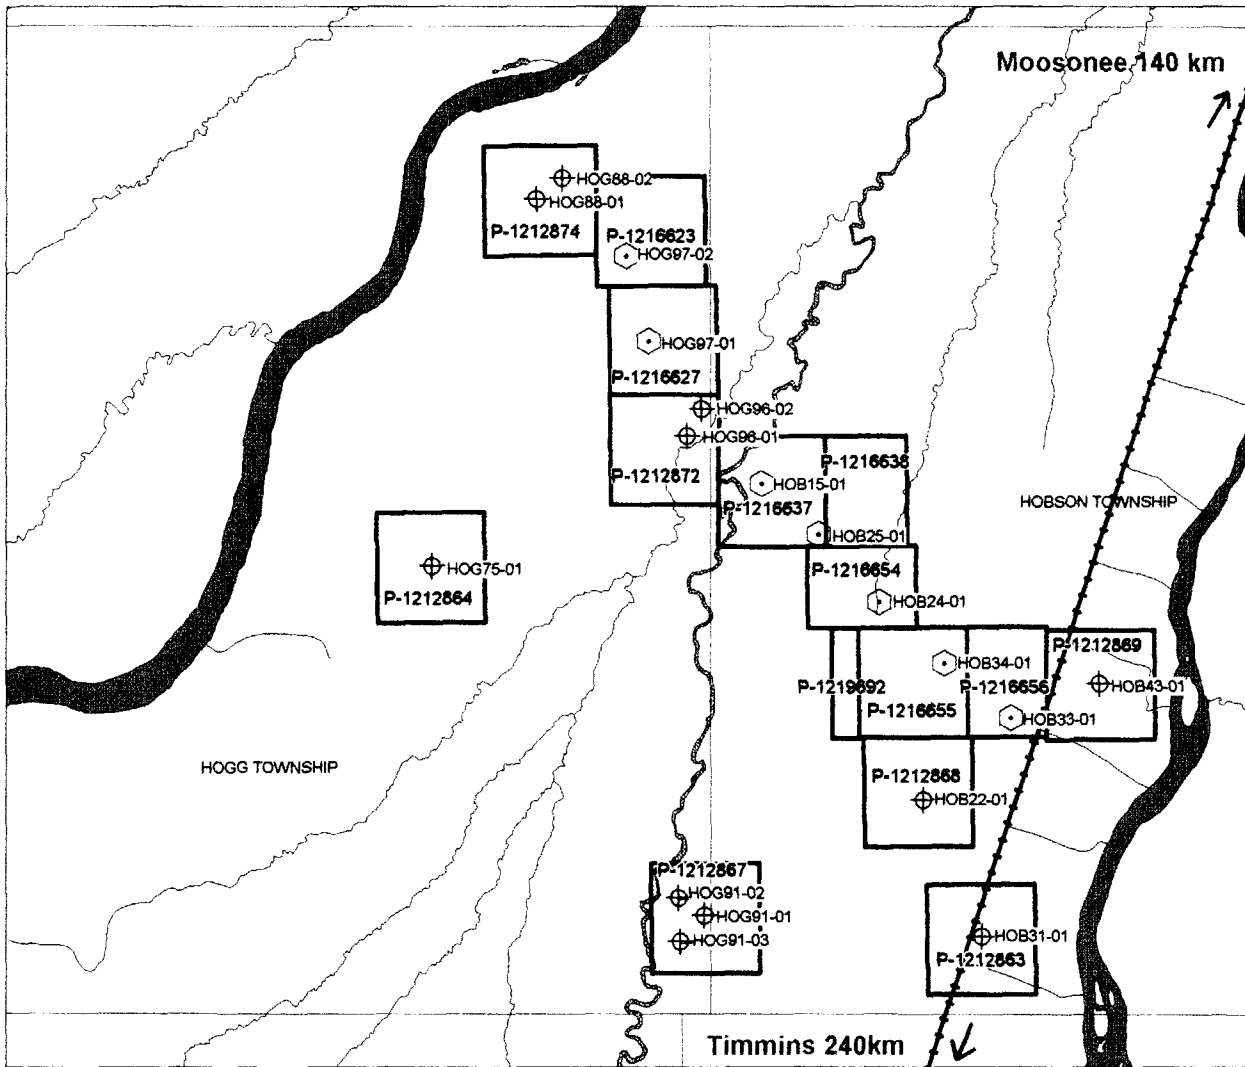 Moosonee 140 km
HOG88-02
HOG88-01
P-1212874
P-1216623
HOG97-02
HOG97-01
P-1216627
HOG96-02
HOG96-01
P-1212872
P-1216638
HOB15-01
P-1216637
HOBSON TOWNSHIP
HOB25-01
P-1216654
HOG75-01
P-1212864
HOB24-01
P-1212869
HOB34-01
P-1219692
P-1216656
HOB43-01
P-1216655
HOB33-01
HOGG TOWNSHIP
P-1212868
HOB22-01
P-1212867
HOG91-02
HOG91-01
HOG91-03
HOB31-01
P-1212863
Timmins 240km